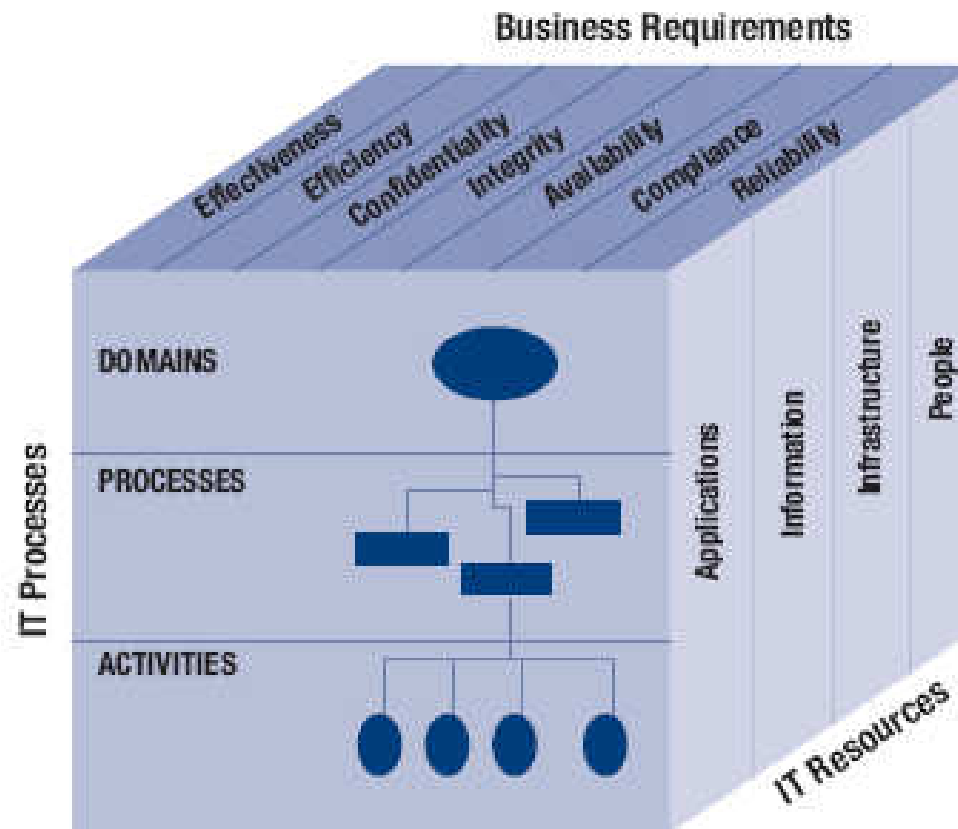 Business Requirements
Effectiveness
Efficiency
Confidentiality
Integrity
Availability
Compliance
Reliability
DOMAINS
PROCESSES
ACTIVITIES
IT Processes
Applications
Information
Infrastructure
People
IT Resources